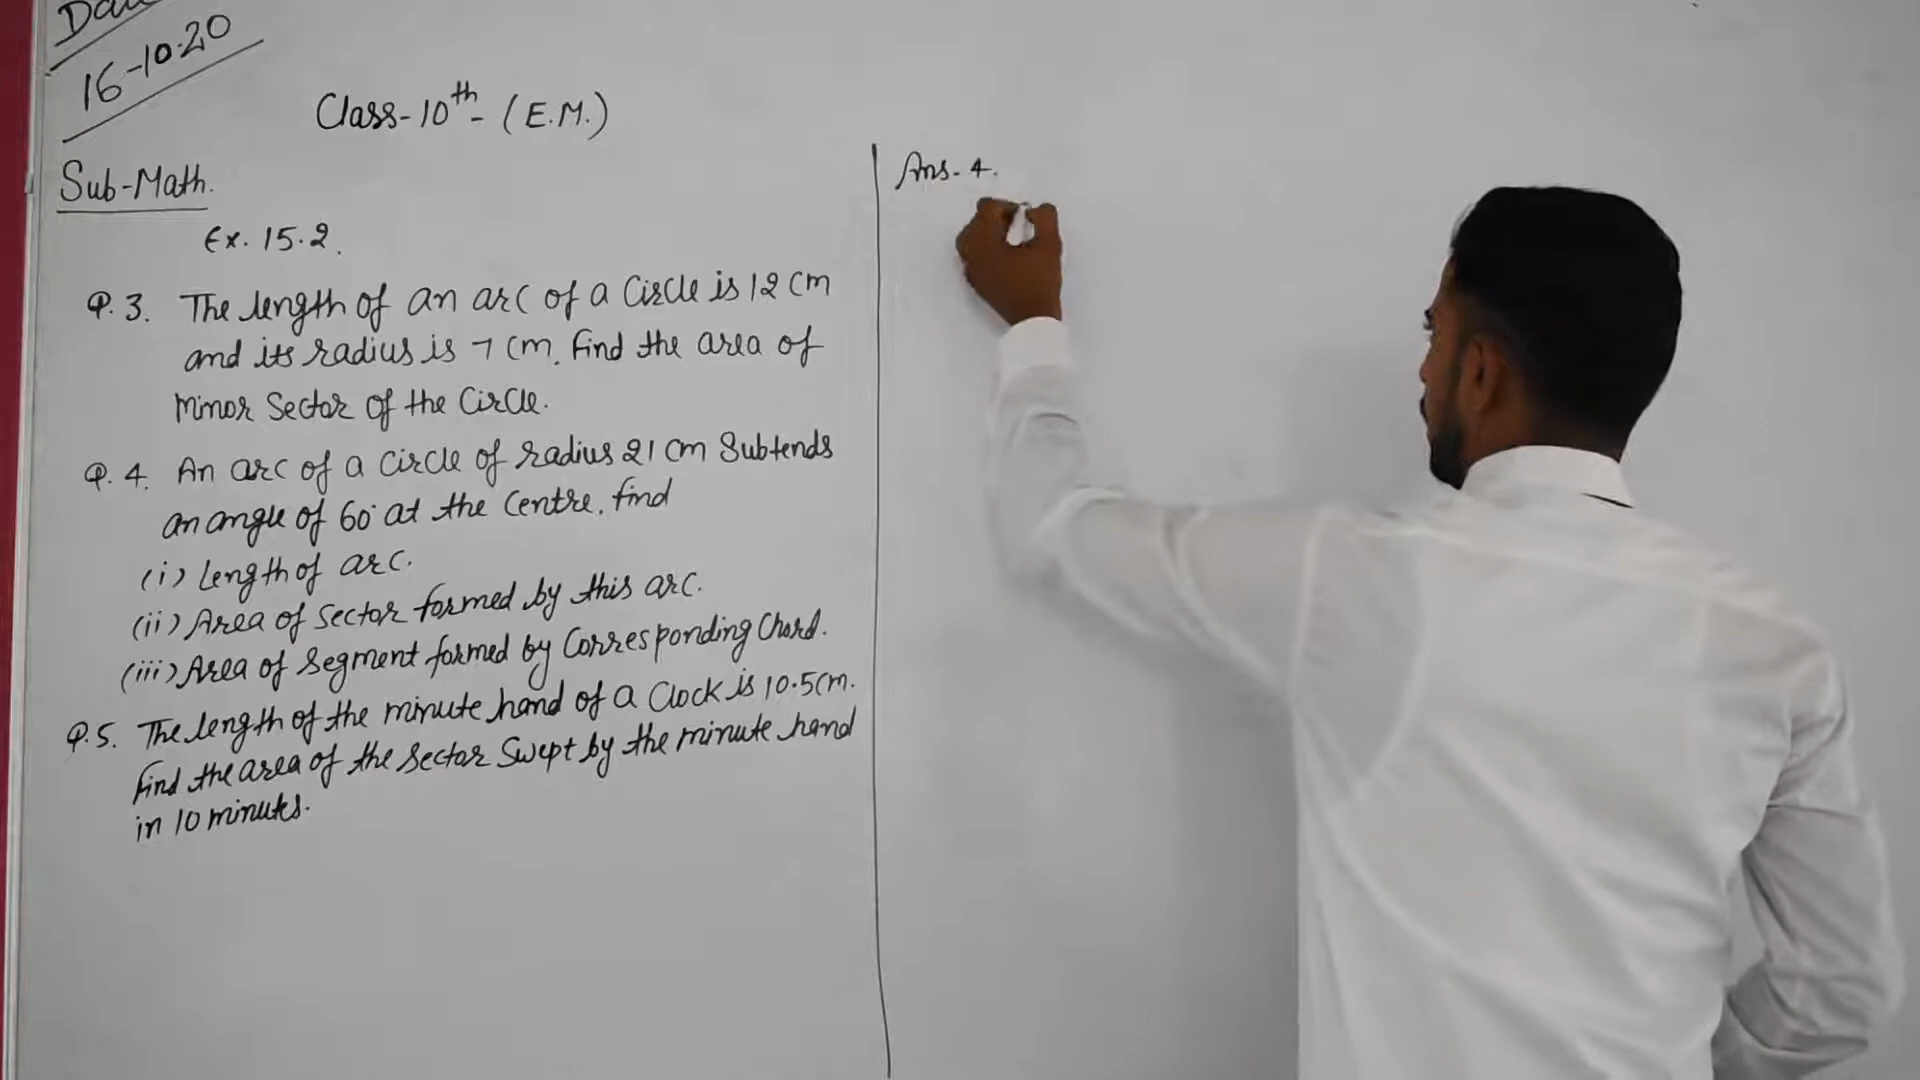 16-10-20
Class-10th- (E.M.)
Sub-Math.
Ex. 15.2.
Q. 3. The length of an arc of a Circle is 12 cm
and its radius is 7 cm. Find the area of
minor Sector of the Circle.
Q. 4. An arc of a circle of radius 21 cm Subtends
an angle of 60° at the Centre. find
(i) Length of arc.
(ii) Area of Sector formed by this arc.
(iii) Area of Segment formed by Corresponding Chord.
Q.5. The length of the minute hand of a Clock is 10.5cm.
find the area of the Sector Swept by the minute hand
in 10 minutes.
Ans. 4.